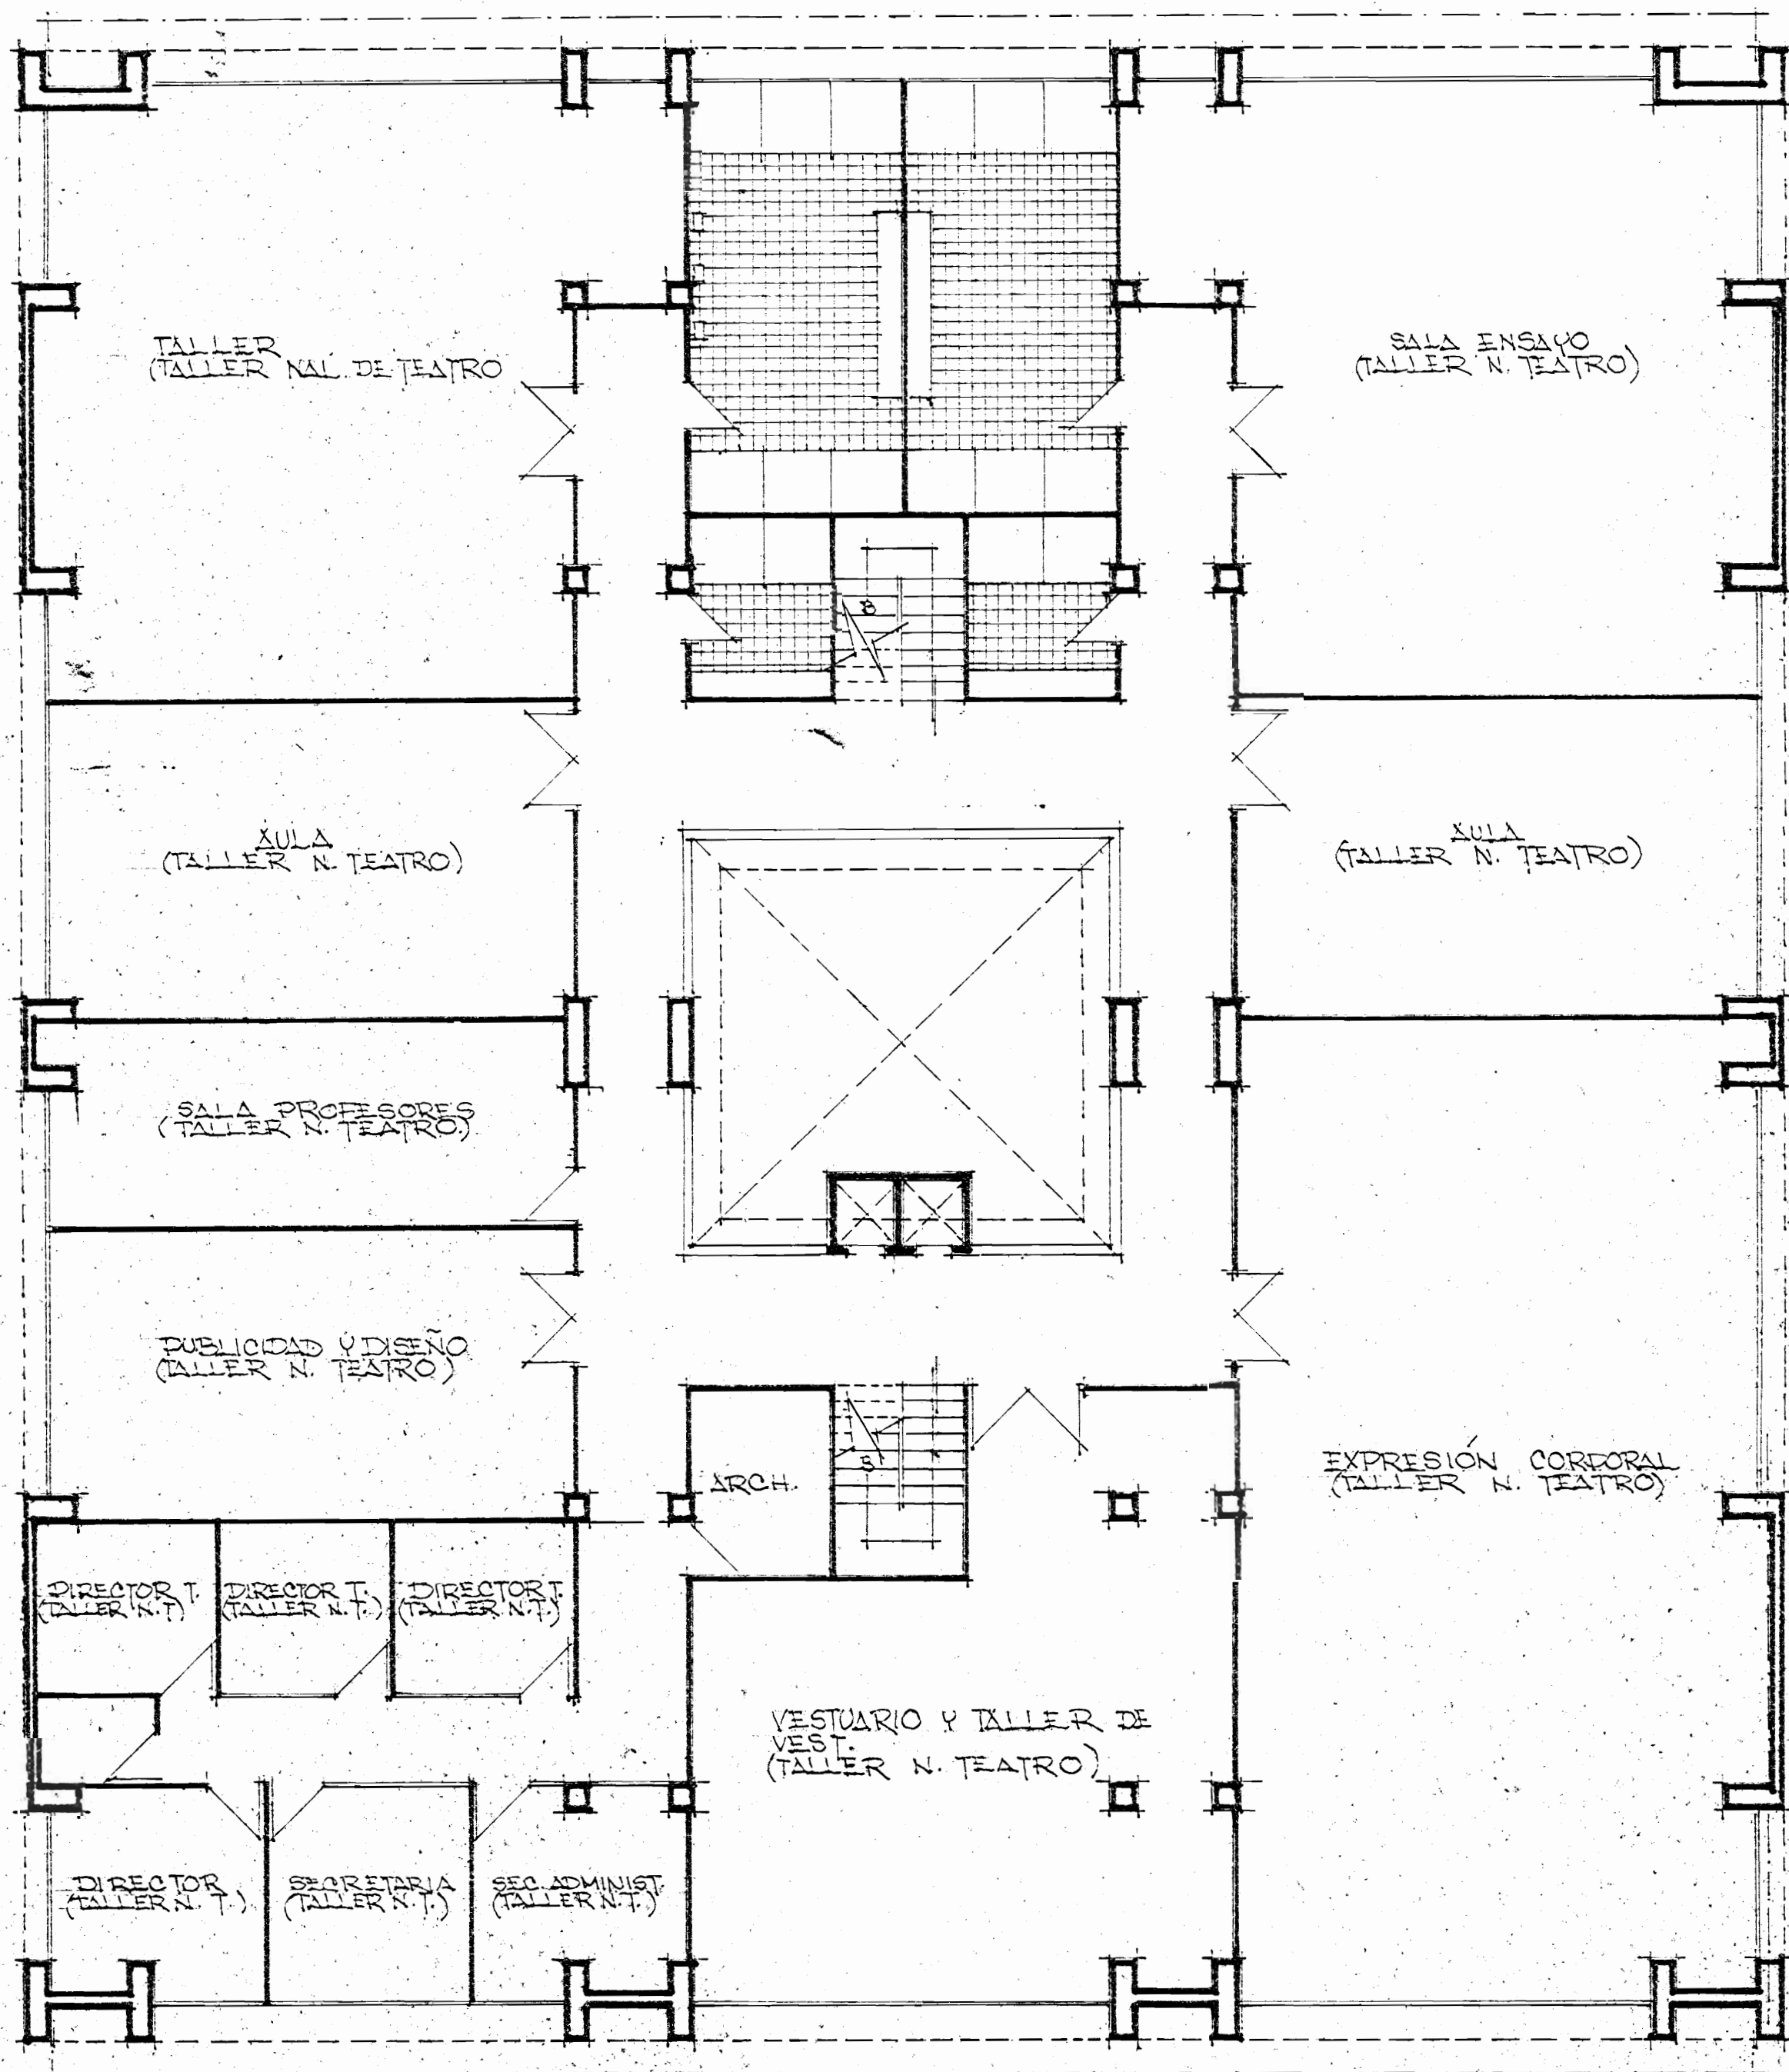 TALLER
(TALLER NAL. DE TEATRO
SALA ENSAYO
(TALLER N. TEATRO)
B
AULA
(TALLER N. TEATRO)
AULA
(TALLER N. TEATRO)
SALA PROFESORES
(TALLER N. TEATRO.)
PUBLICIDAD Y DISEÑO
(TALLER N. TEATRO.)
ARCH.
S
EXPRESIÓN CORPORAL
(TALLER N. TEATRO)
DIRECTOR T.
(TALLER N.T)
DIRECTOR T.
(TALLER N.T.)
DIRECTOR T.
(TALLER N.T.)
VESTUARIO Y TALLER DE
VEST.
(TALLER N. TEATRO)
DIRECTOR
(TALLER N. T.)
SECRETARIA
(TALLER N.T.)
SEC. ADMINIST.
(TALLER N.T.)